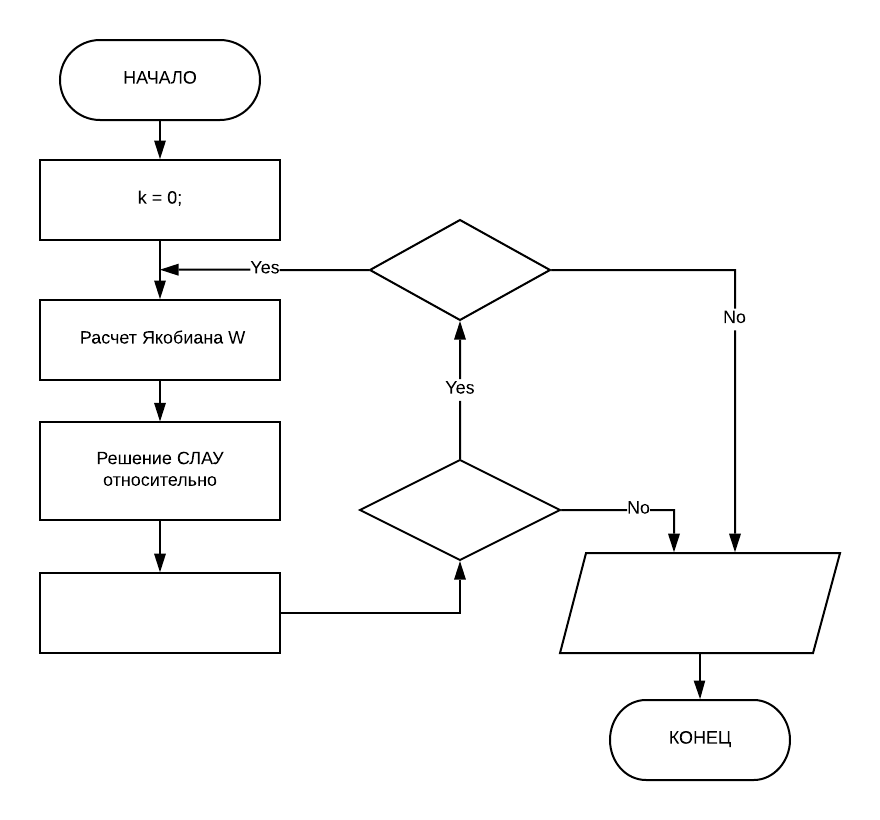 НАЧАЛО
k = 0;
Yes
Расчет Якобиана W
No
Yes
Решение СЛАУ
относительно
No
КОНЕЦ